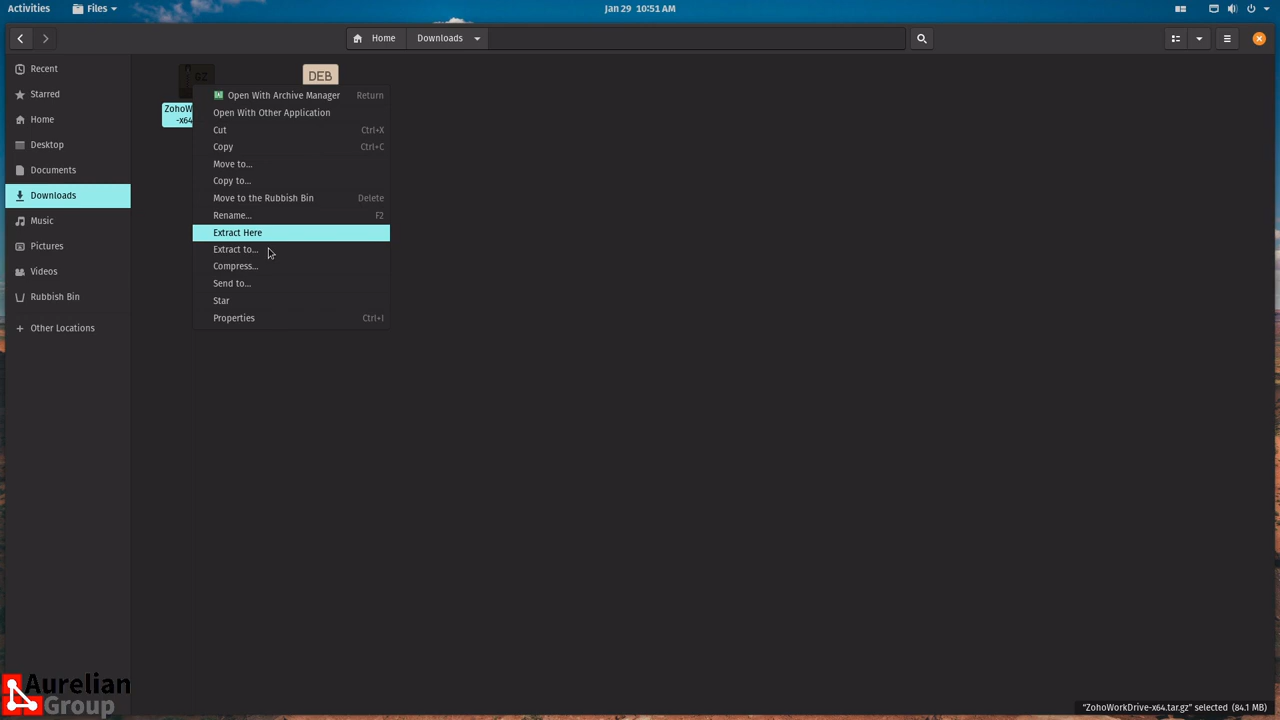 Activities
Files
Jan 29 10:51 AM
Home
Downloads
Recent
Starred
Home
Desktop
Documents
Downloads
Music
Pictures
Videos
Rubbish Bin
Other Locations
GZ
DEB
ZohoW
-x64
Open With Archive Manager Return
Open With Other Application
Cut Ctrl+X
Copy Ctrl+C
Move to...
Copy to...
Move to the Rubbish Bin Delete
Rename... F2
Extract Here
Extract to...
Compress...
Send to...
Star
Properties Ctrl+I
Aurelian
Group
"ZohoWorkDrive-x64.tar.gz" selected (84.1 MB)